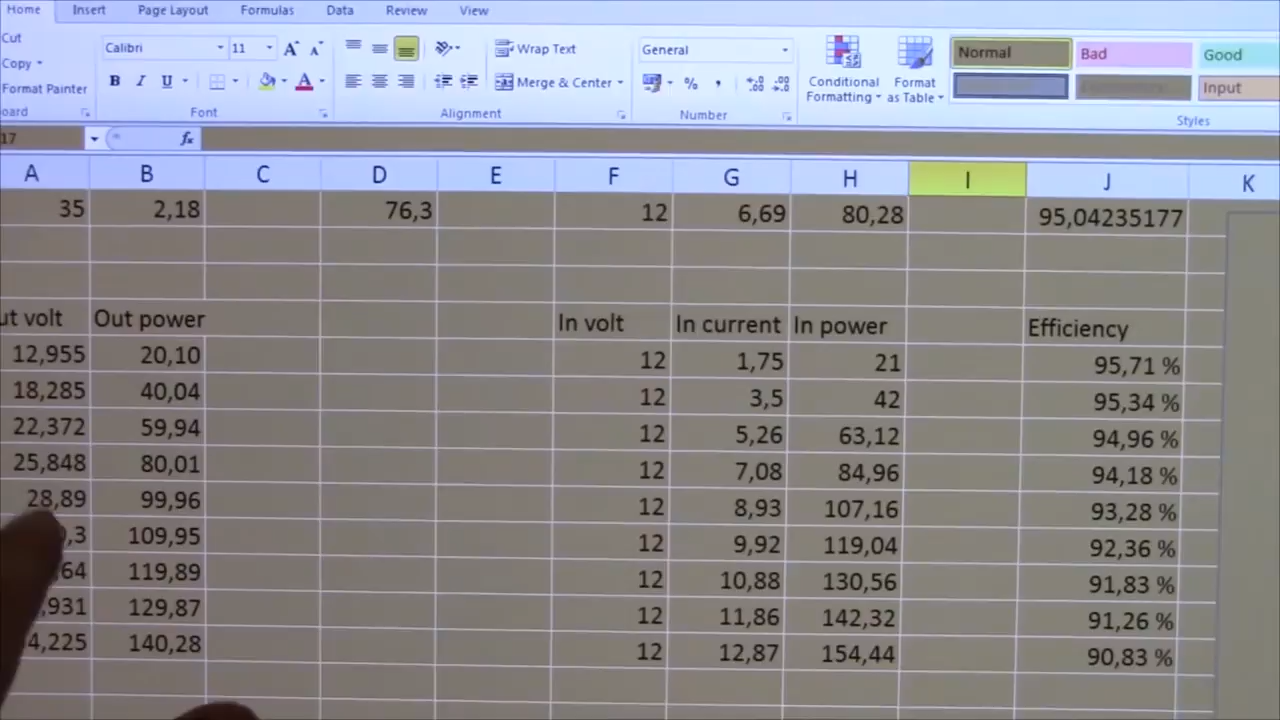 Home Insert Page Layout Formulas Data Review View
Cut
Copy
Format Painter
Calibri 11
B I U
Wrap Text
Merge & Center
General
%
Conditional Formatting
Format as Table
Normal Bad
Good
Input
Font Alignment Number Styles
17 fx
A B C D E F G H I J K
35 2,18 76,3 12 6,69 80,28 95,04235177
volt Out power In volt In current In power Efficiency
12,955 20,10 12 1,75 21 95,71 %
18,285 40,04 12 3,5 42 95,34 %
22,372 59,94 12 5,26 63,12 94,96 %
25,848 80,01 12 7,08 84,96 94,18 %
28,89 99,96 12 8,93 107,16 93,28 %
,3 109,95 12 9,92 119,04 92,36 %
64 119,89 12 10,88 130,56 91,83 %
,931 129,87 12 11,86 142,32 91,26 %
4,225 140,28 12 12,87 154,44 90,83 %